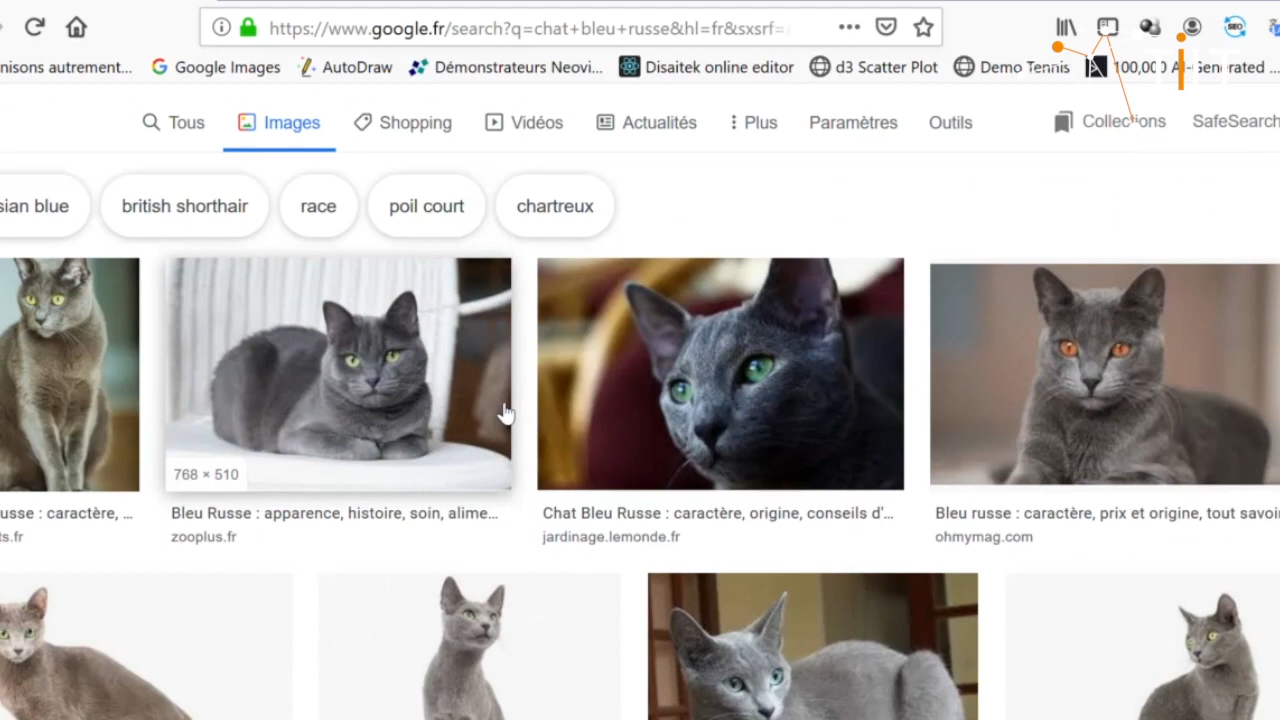 https://www.google.fr/search?q=chat+bleu+russe&hl=fr&sxsrf=
nisons autrement... Google Images AutoDraw Démonstrateurs Neovi... Disaitek online editor d3 Scatter Plot Demo Tennis 100,000 AI-Generated ...
Tous Images Shopping Vidéos Actualités Plus Paramètres Outils Collections SafeSearch
sian blue british shorthair race poil court chartreux
768 × 510
usse : caractère, ... Bleu Russe : apparence, histoire, soin, alime... Chat Bleu Russe : caractère, origine, conseils d'... Bleu russe : caractère, prix et origine, tout savoi
ts.fr zooplus.fr jardinage.lemonde.fr ohmymag.com